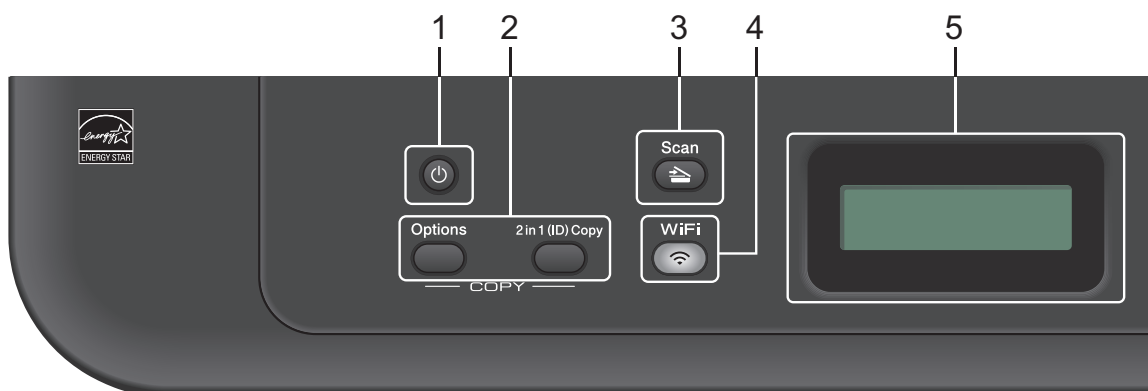 1 2 3 4 5
energy
ENERGY STAR
Scan
Options 2 in 1 (ID) Copy
WiFi
COPY